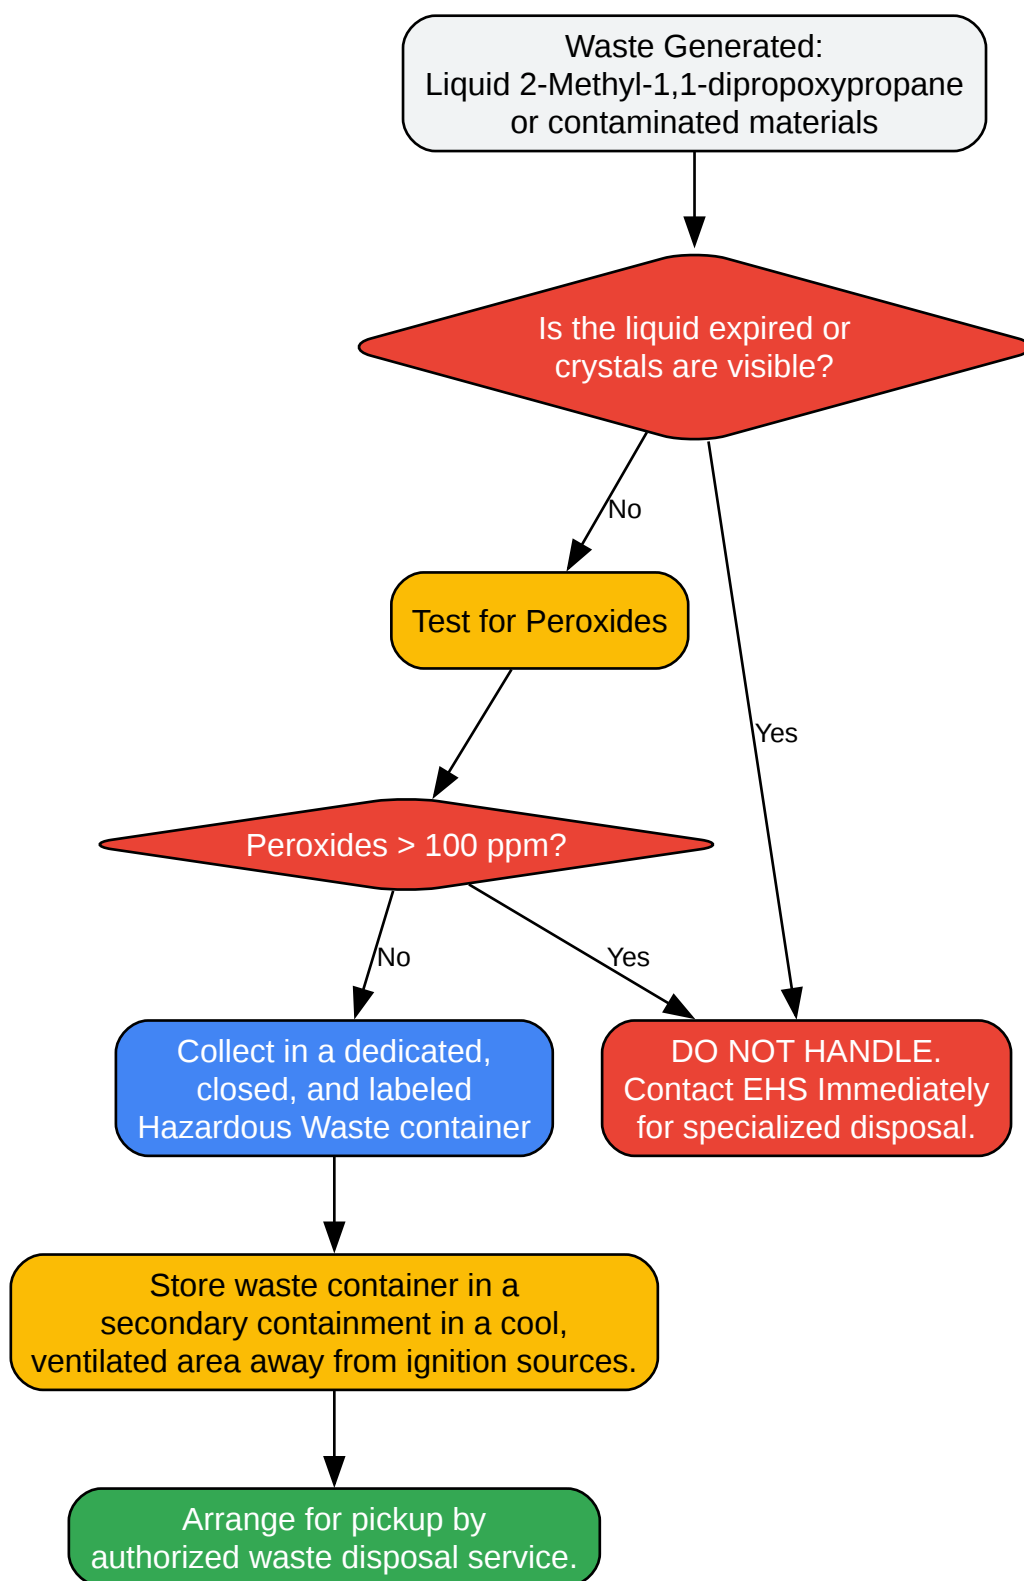 Waste Generated:
Liquid 2-Methyl-1,1-dipropoxypropane
or contaminated materials
Is the liquid expired or
crystals are visible?
No
Test for Peroxides
Yes
Peroxides > 100 ppm?
No
Yes
Collect in a dedicated,
closed, and labeled
Hazardous Waste container
DO NOT HANDLE.
Contact EHS Immediately
for specialized disposal.
Store waste container in a
secondary containment in a cool,
ventilated area away from ignition sources.
Arrange for pickup by
authorized waste disposal service.